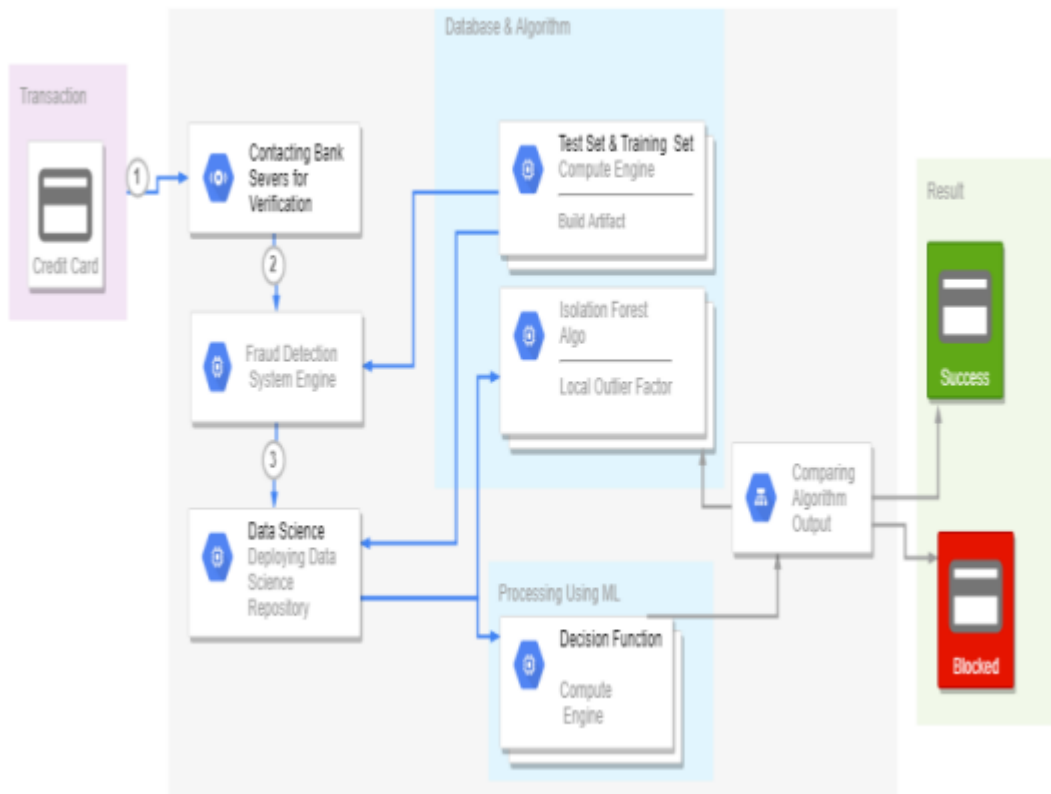 Database & Algorithm
Transaction
Credit Card
1
Contacting Bank
Severs for
Verification
2
Fraud Detection
System Engine
3
Data Science
Deploying Data
Science
Repository
Test Set & Training Set
Compute Engine
Build Artifact
Isolation Forest
Algo
Local Outlier Factor
Processing Using ML
Decision Function
Compute
Engine
Comparing
Algorithm
Output
Result
Success
Blocked